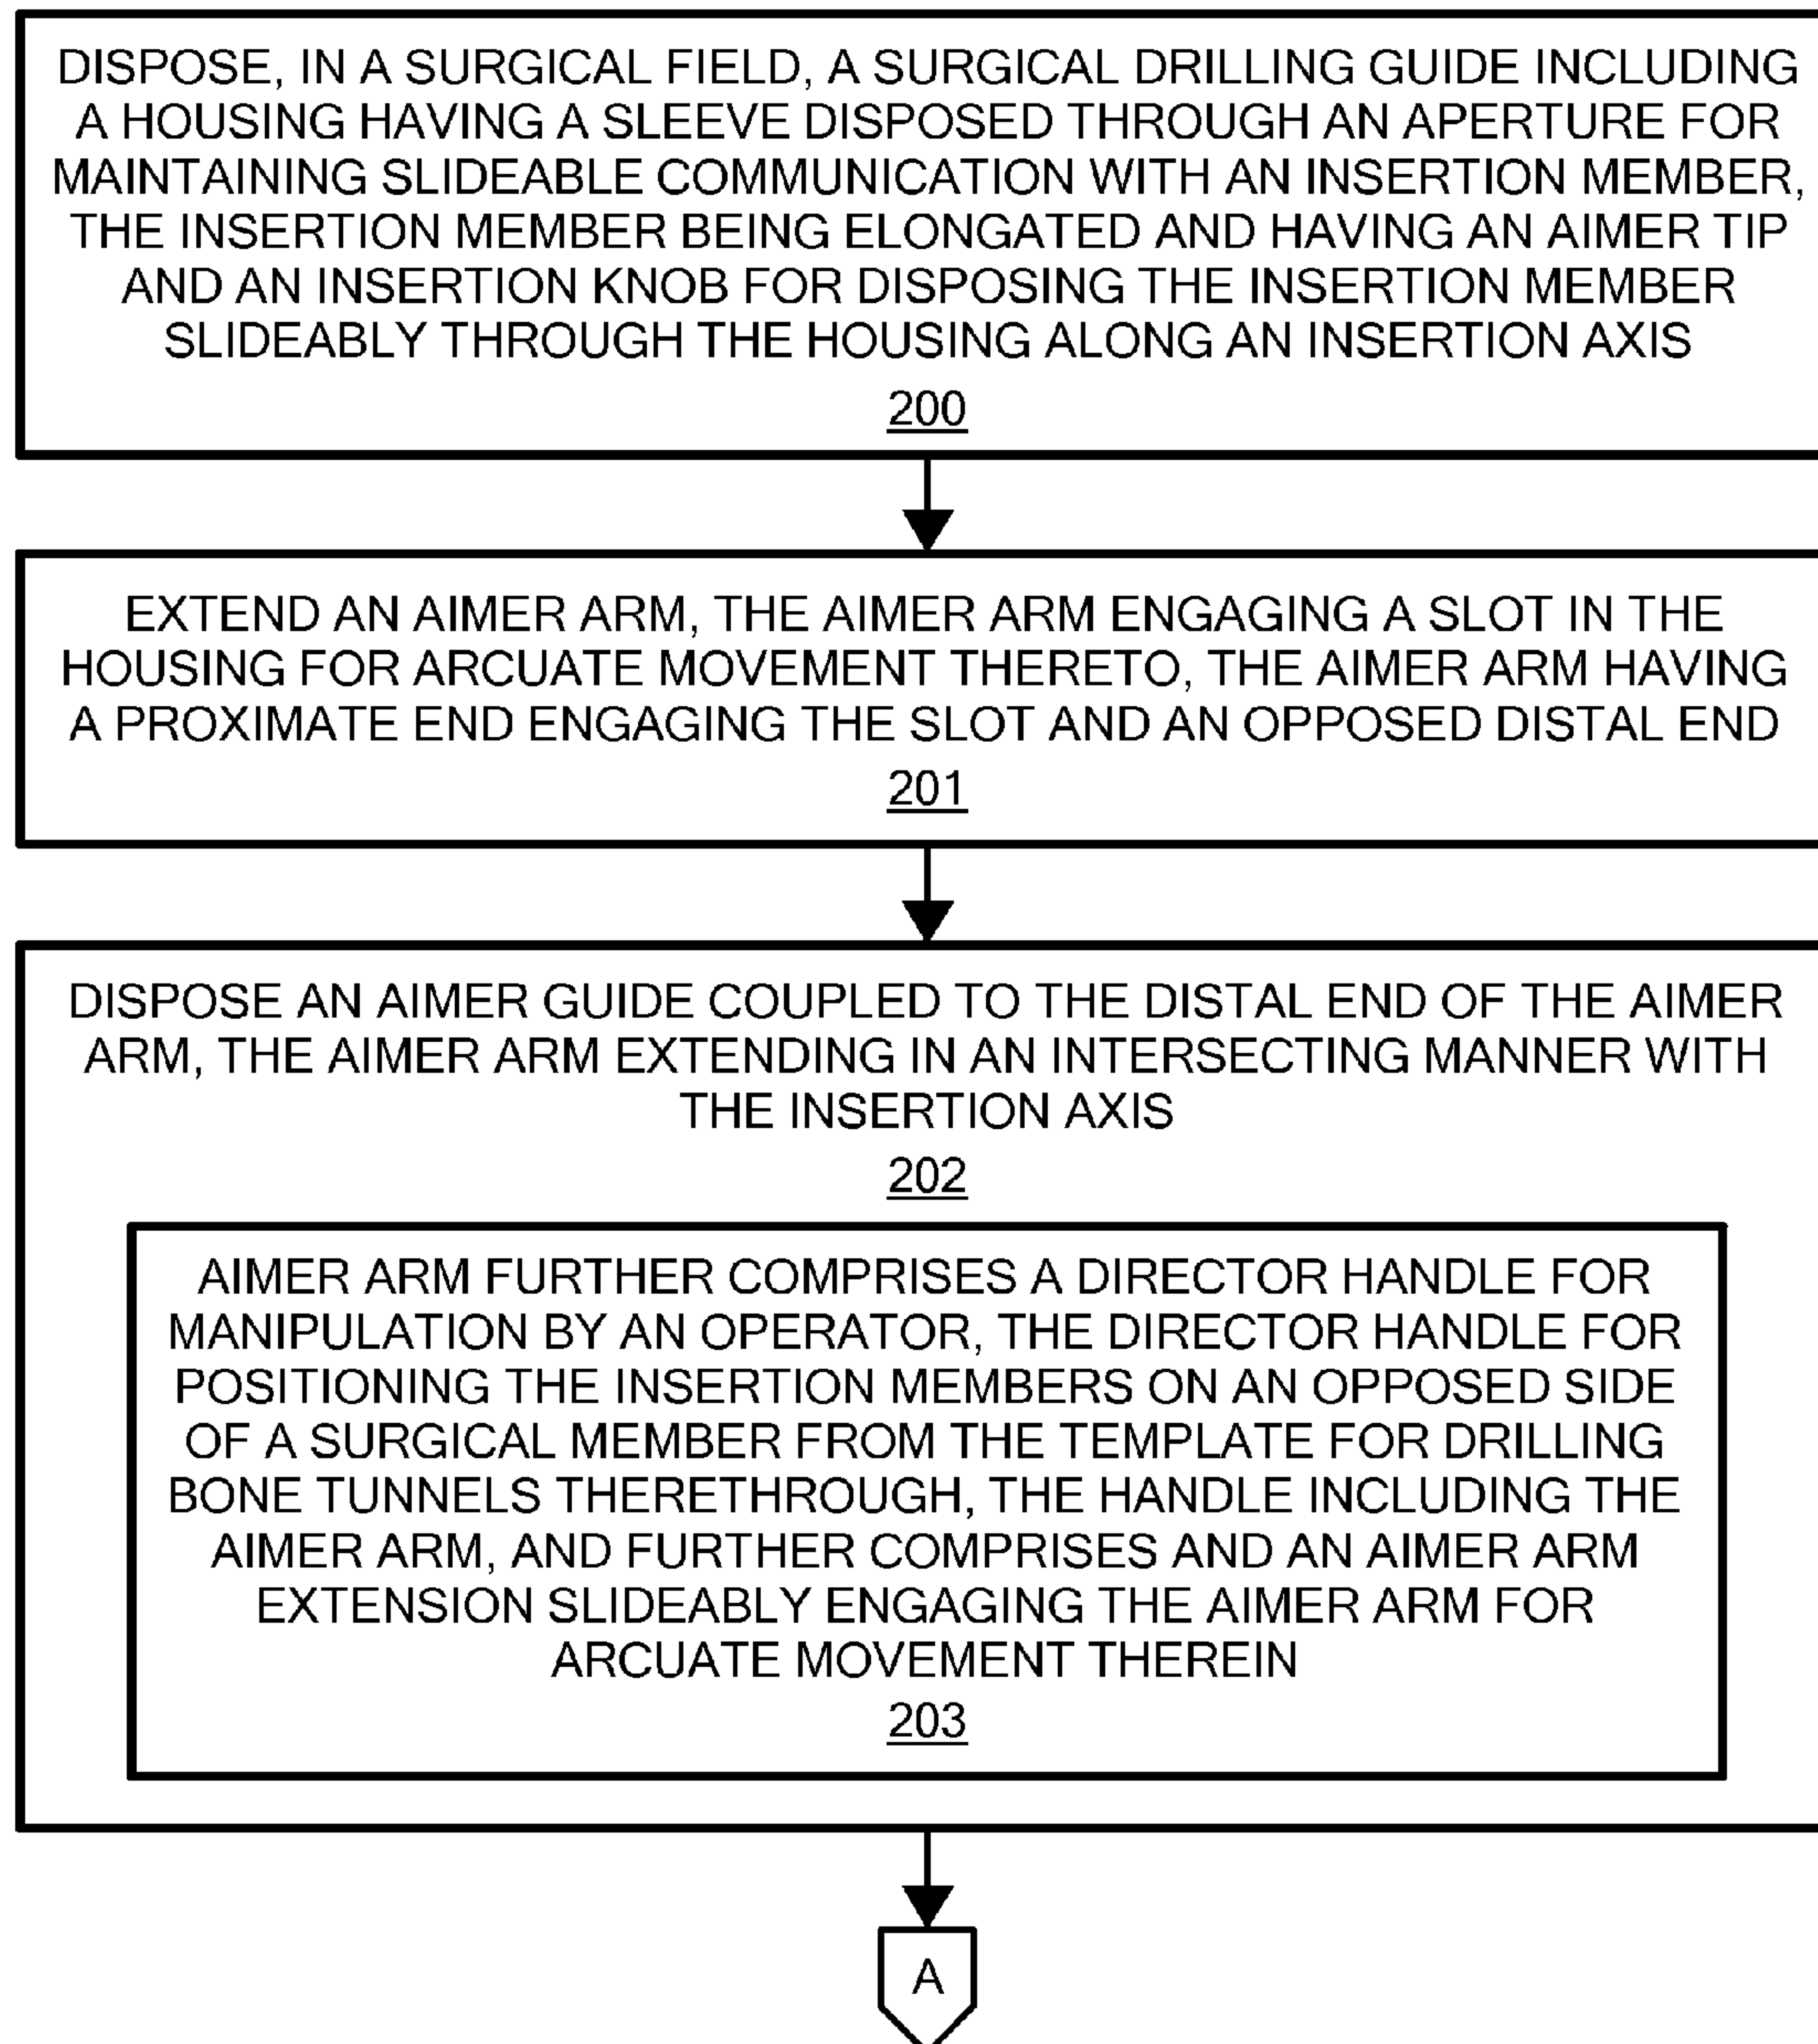 DISPOSE, IN A SURGICAL FIELD, A SURGICAL DRILLING GUIDE INCLUDING
A HOUSING HAVING A SLEEVE DISPOSED THROUGH AN APERTURE FOR
MAINTAINING SLIDEABLE COMMUNICATION WITH AN INSERTION MEMBER,
THE INSERTION MEMBER BEING ELONGATED AND HAVING AN AIMER TIP
AND AN INSERTION KNOB FOR DISPOSING THE INSERTION MEMBER
SLIDEABLY THROUGH THE HOUSING ALONG AN INSERTION AXIS
200
EXTEND AN AIMER ARM, THE AIMER ARM ENGAGING A SLOT IN THE
HOUSING FOR ARCUATE MOVEMENT THERETO, THE AIMER ARM HAVING
A PROXIMATE END ENGAGING THE SLOT AND AN OPPOSED DISTAL END
201
DISPOSE AN AIMER GUIDE COUPLED TO THE DISTAL END OF THE AIMER
ARM, THE AIMER ARM EXTENDING IN AN INTERSECTING MANNER WITH
THE INSERTION AXIS
202
AIMER ARM FURTHER COMPRISES A DIRECTOR HANDLE FOR
MANIPULATION BY AN OPERATOR, THE DIRECTOR HANDLE FOR
POSITIONING THE INSERTION MEMBERS ON AN OPPOSED SIDE
OF A SURGICAL MEMBER FROM THE TEMPLATE FOR DRILLING
BONE TUNNELS THERETHROUGH, THE HANDLE INCLUDING THE
AIMER ARM, AND FURTHER COMPRISES AND AN AIMER ARM
EXTENSION SLIDEABLY ENGAGING THE AIMER ARM FOR
ARCUATE MOVEMENT THEREIN
203
A